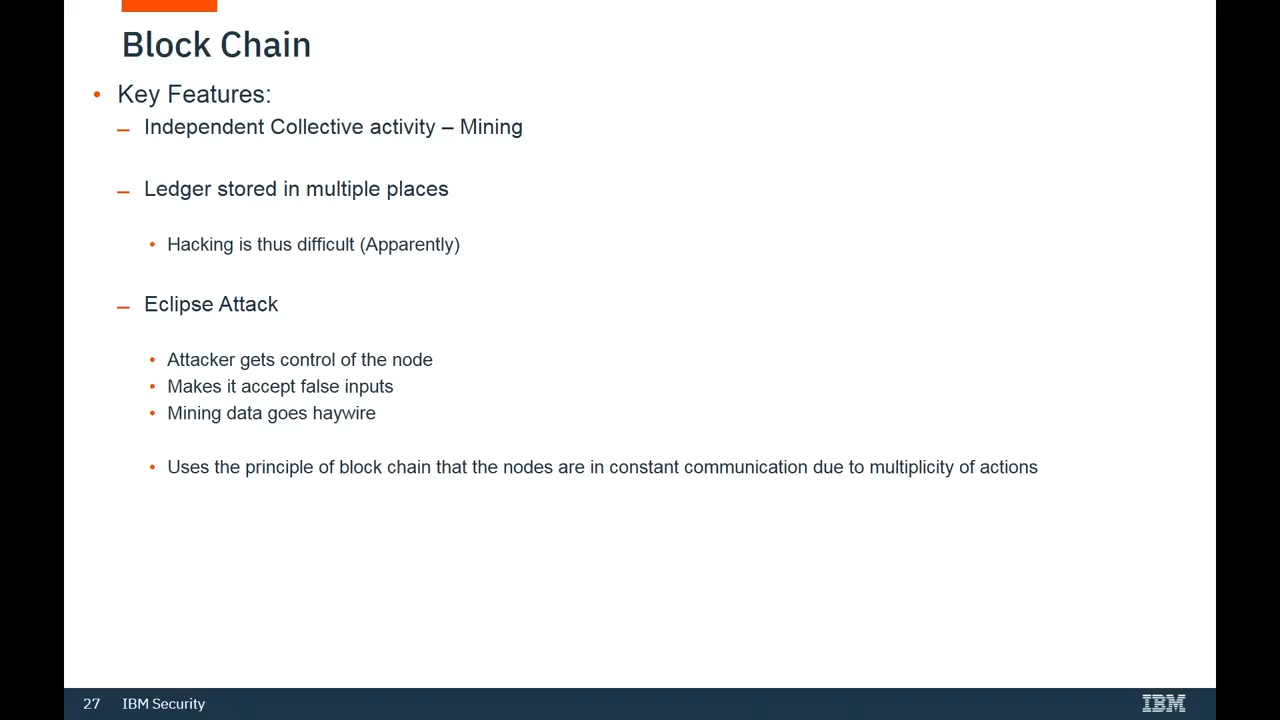 Block Chain
• Key Features:
– Independent Collective activity – Mining
– Ledger stored in multiple places
• Hacking is thus difficult (Apparently)
– Eclipse Attack
• Attacker gets control of the node
• Makes it accept false inputs
• Mining data goes haywire
• Uses the principle of block chain that the nodes are in constant communication due to multiplicity of actions
27 IBM Security IBM